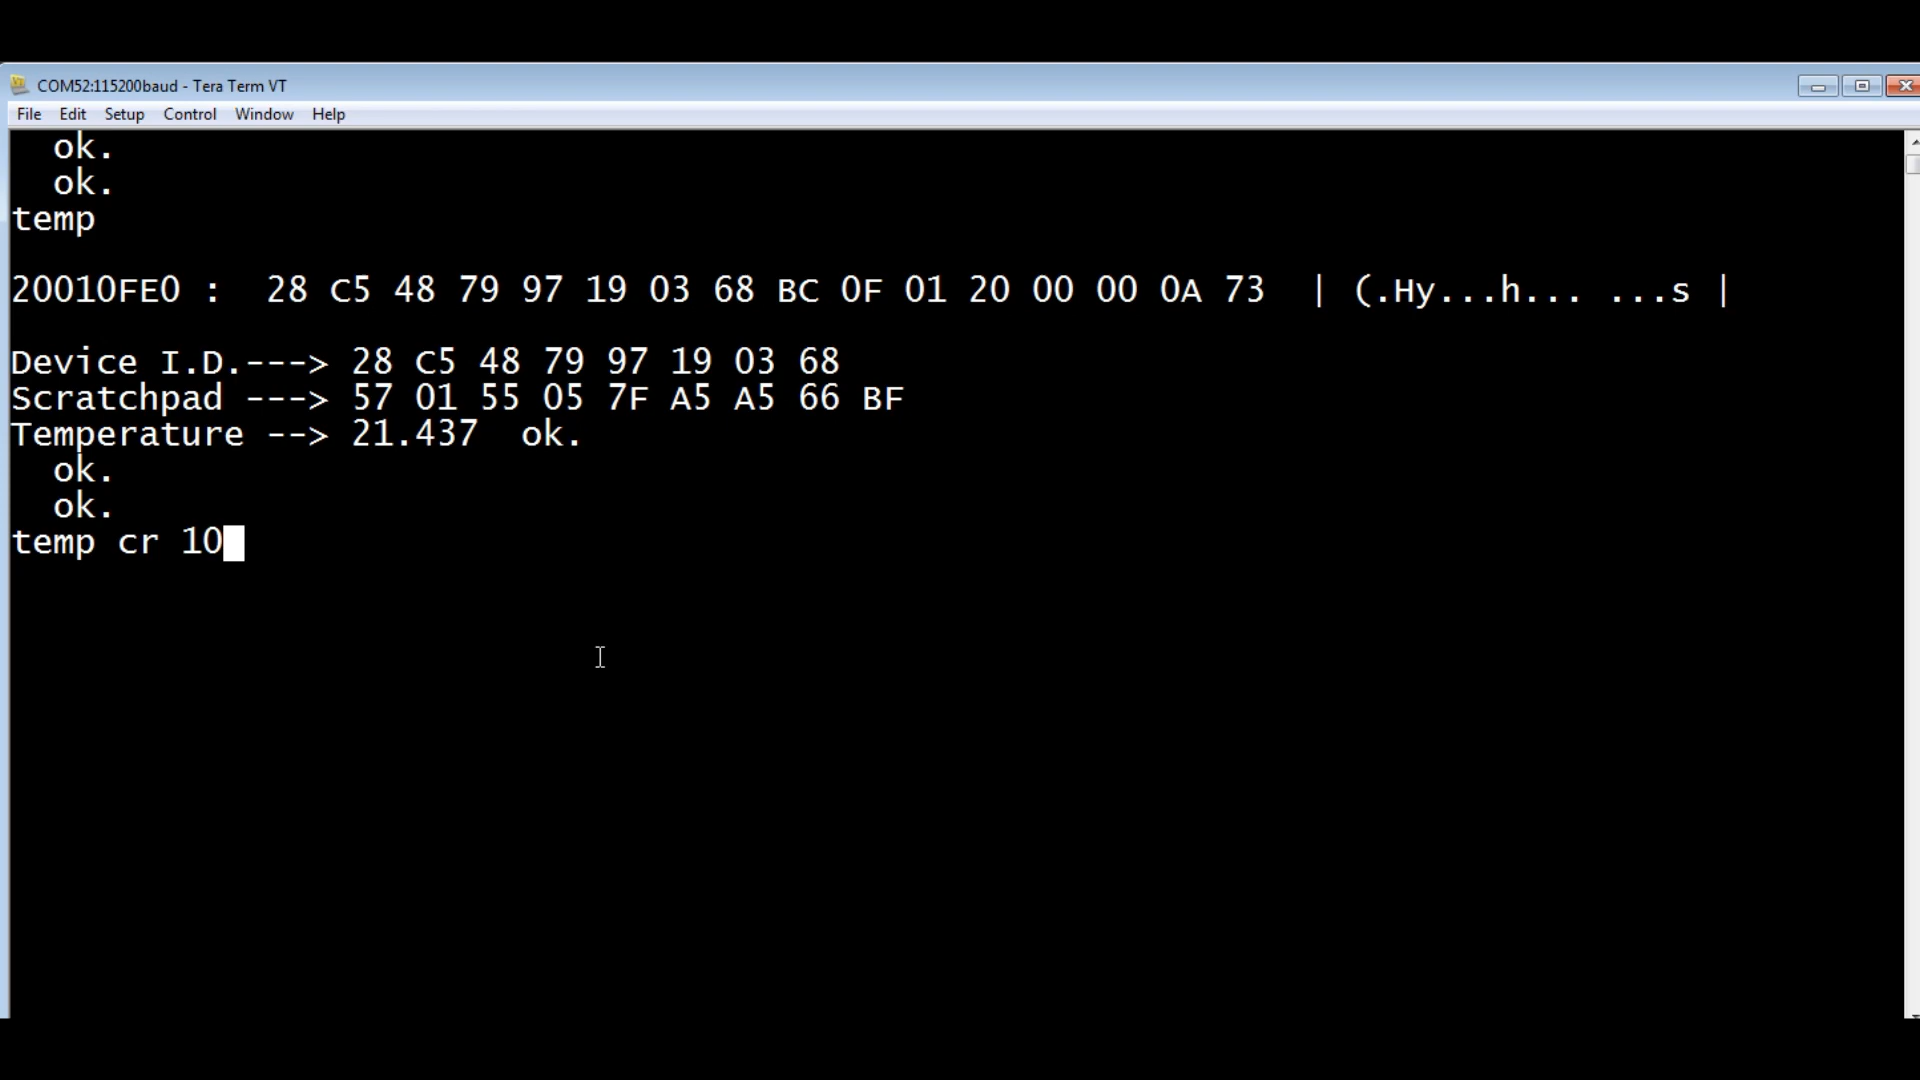 COM52:115200baud - Tera Term VT
File Edit Setup Control Window Help
ok.
ok.
temp
20010FE0 : 28 C5 48 79 97 19 03 68 BC 0F 01 20 00 00 0A 73 | (.Hy...h... ...s |
Device I.D.---> 28 C5 48 79 97 19 03 68
Scratchpad ---> 57 01 55 05 7F A5 A5 66 BF
Temperature --> 21.437 ok.
ok.
ok.
temp cr 10